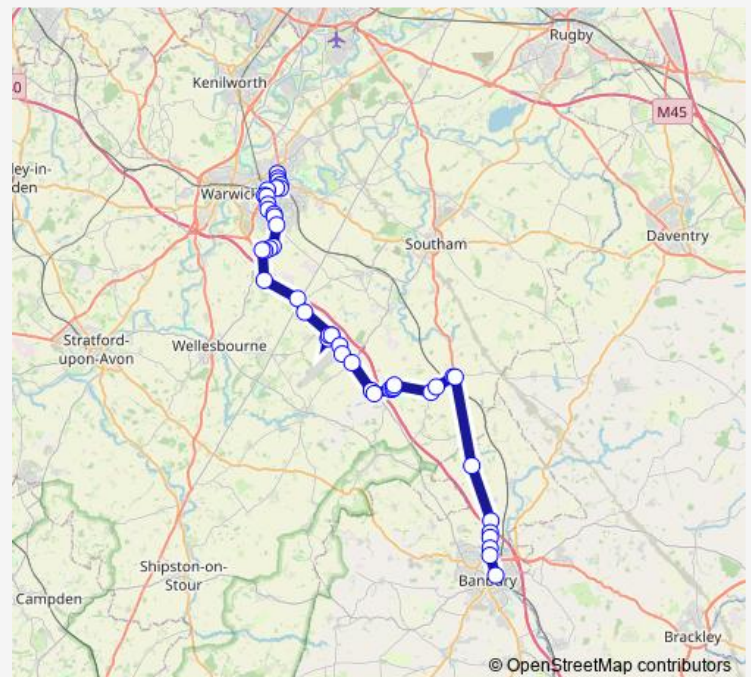 Rugby
Kenilworth
M45
ley-in-
den
Warwick
Southam
Daventry
Stratford-
upon-Avon
Wellesbourne
Shipston-on-
Stour
Banbury
Campden
Brackley
© OpenStreetMap contributors